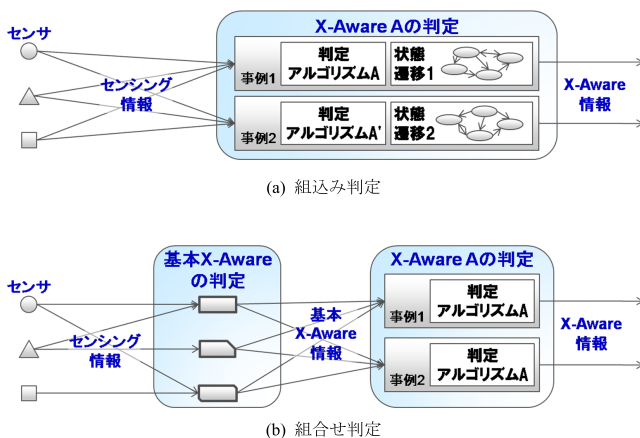 X-Aware Aの判定
センサ
センシング
情報
事例1
判定
アルゴリズムA
状態
遷移1
事例2
判定
アルゴリズムA'
状態
遷移2
X-Aware
情報
(a) 組込み判定
基本X-Aware
の判定
X-Aware Aの判定
センサ
センシング
情報
基本
X-Aware
情報
事例1
判定
アルゴリズムA
事例2
判定
アルゴリズムA
X-Aware
情報
(b) 組合せ判定